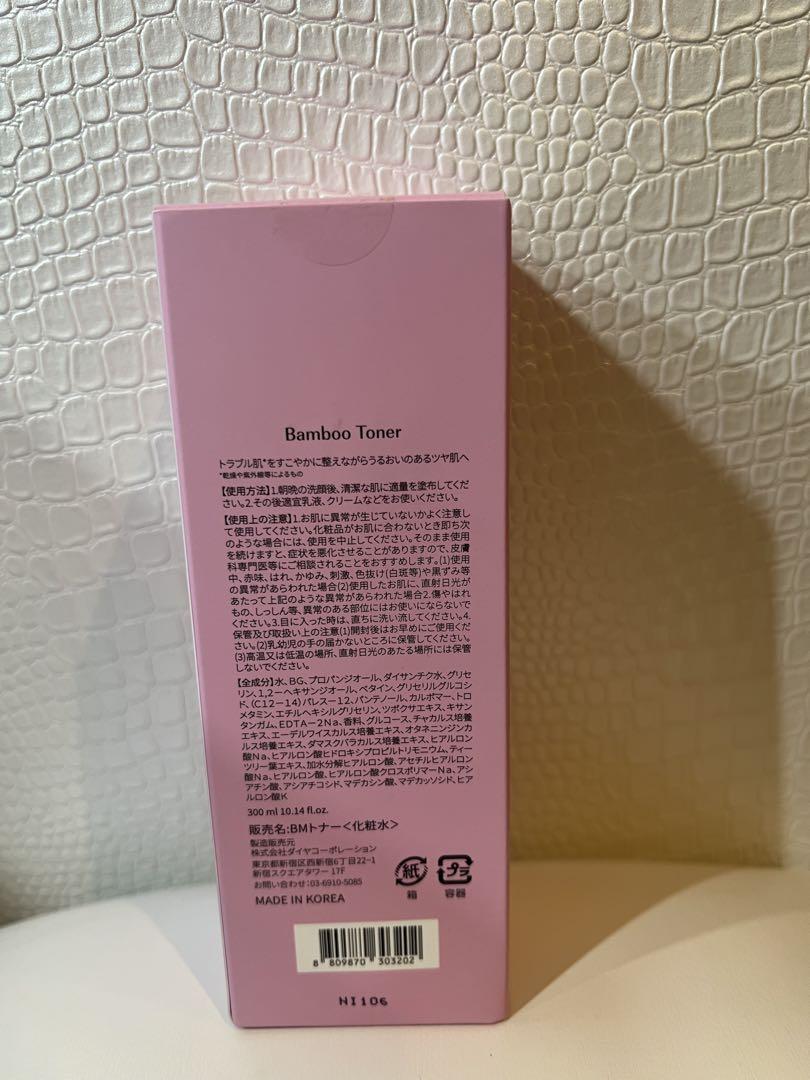 Bamboo Toner
トラブル肌*をすこやかに整えながらうるおいのあるツヤ肌へ
*乾燥や紫外線等によるもの
【使用方法】1.朝晩の洗顔後、清潔な肌に適量を塗布してくだ
さい。2.その後適宜乳液、クリームなどをお使いください。
【使用上の注意】1.お肌に異常が生じていないかよく注意し
て使用してください。化粧品がお肌に合わないとき即ち次
のような場合には、使用を中止してください。そのまま使用
を続けますと、症状を悪化させることがありますので、皮膚
科専門医等にご相談されることをおすすめします。(1)使用
中、赤味、はれ、かゆみ、刺激、色抜け(白斑等)や黒ずみ等
の異常があらわれた場合(2)使用したお肌に、直射日光が
あたって上記のような異常があらわれた場合2.傷やはれ
もの、しっしん等、異常のある部位にはお使いにならないで
ください。3.目に入った時は、直ちに洗い流してください。4.
保管及び取扱い上の注意(1)開封後はお早めにご使用くだ
さい。(2)乳幼児の手の届かないところに保管してください。
(3)高温又は低温の場所、直射日光のあたる場所には保管
しないでください。
【全成分】水、BG、プロパンジオール、ダイサンチク水、グリセ
リン、1,2-ヘキサンジオール、ベタイン、グリセリルグルコシ
ド、(C12-14)パレス-12、パンテノール、カルボマー、トロ
メタミン、エチルヘキシルグリセリン、ツボクサエキス、キサン
タンガム、EDTA-2Na、香料、グルコース、チャカルス培養
エキス、エーデルワイスカルス培養エキス、オタネニンジンカ
ルス培養エキス、ダマスクバラカルス培養エキス、ヒアルロン
酸Na、ヒアルロン酸ヒドロキシプロピルトリモニウム、ティー
ツリー葉エキス、加水分解ヒアルロン酸、アセチルヒアルロン
酸Na、ヒアルロン酸、ヒアルロン酸クロスポリマーNa、アシ
アチン酸、アシアチコシド、マデカシン酸、マデカッソシド、ヒア
ルロン酸K
300 ml 10.14 fl.oz.
販売名:BMトナー<化粧水>
製造販売元
株式会社ダイヤコーポレーション
東京都新宿区西新宿6丁目22-1
新宿スクエアタワー 17F
お問い合わせ:03-6910-5085
MADE IN KOREA
紙
箱
プラ
容器
8 809870 303202
NI106